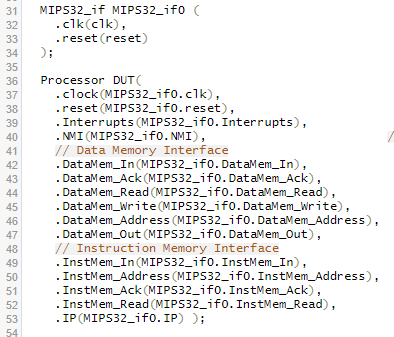 31 MIPS32_if MIPS32_if0 (
32 .clk(clk),
33 .reset(reset)
34 );
35
36 Processor DUT(
37 .clock(MIPS32_if0.clk),
38 .reset(MIPS32_if0.reset),
39 .Interrupts(MIPS32_if0.Interrupts),
40 .NMI(MIPS32_if0.NMI), /
41 // Data Memory Interface
42 .DataMem_In(MIPS32_if0.DataMem_In),
43 .DataMem_Ack(MIPS32_if0.DataMem_Ack),
44 .DataMem_Read(MIPS32_if0.DataMem_Read),
45 .DataMem_Write(MIPS32_if0.DataMem_Write),
46 .DataMem_Address(MIPS32_if0.DataMem_Address),
47 .DataMem_Out(MIPS32_if0.DataMem_Out),
48 // Instruction Memory Interface
49 .InstMem_In(MIPS32_if0.InstMem_In),
50 .InstMem_Address(MIPS32_if0.InstMem_Address),
51 .InstMem_Ack(MIPS32_if0.InstMem_Ack),
52 .InstMem_Read(MIPS32_if0.InstMem_Read),
53 .IP(MIPS32_if0.IP) );
54